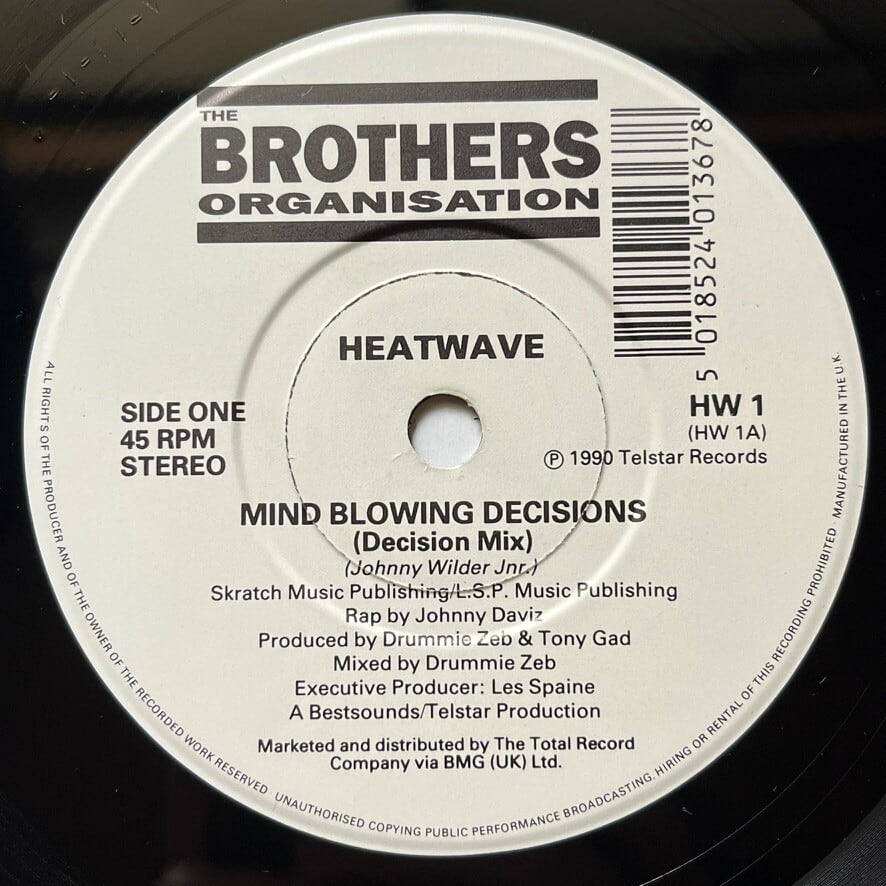 THE
BROTHERS
ORGANISATION
5 018524 013678
HEATWAVE
SIDE ONE
45 RPM
STEREO
HW 1
(HW 1A)
Ⓟ 1990 Telstar Records
MIND BLOWING DECISIONS
(Decision Mix)
(Johnny Wilder Jnr.)
Skratch Music Publishing/L.S.P. Music Publishing
Rap by Johnny Daviz
Produced by Drummie Zeb & Tony Gad
Mixed by Drummie Zeb
Executive Producer: Les Spaine
A Bestsounds/Telstar Production
Marketed and distributed by The Total Record
Company via BMG (UK) Ltd.
ALL RIGHTS OF THE PRODUCER AND OF THE OWNER OF THE RECORDED WORK RESERVED · UNAUTHORISED COPYING PUBLIC PERFORMANCE BROADCASTING, HIRING OR RENTAL OF THIS RECORDING PROHIBITED · MANUFACTURED IN THE U.K.